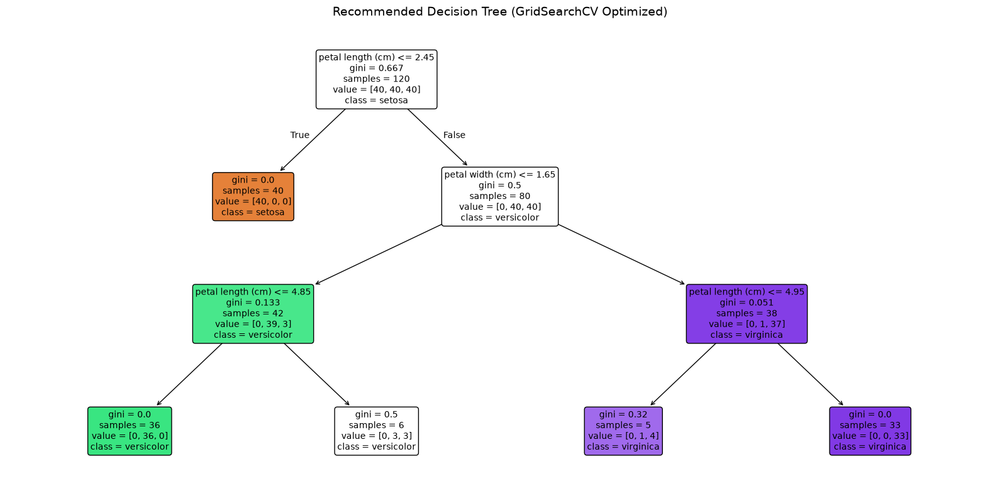 Recommended Decision Tree (GridSearchCV Optimized)
petal length (cm) <= 2.45
gini = 0.667
samples = 120
value = [40, 40, 40]
class = setosa
True
False
gini = 0.0
samples = 40
value = [40, 0, 0]
class = setosa
petal width (cm) <= 1.65
gini = 0.5
samples = 80
value = [0, 40, 40]
class = versicolor
petal length (cm) <= 4.85
gini = 0.133
samples = 42
value = [0, 39, 3]
class = versicolor
petal length (cm) <= 4.95
gini = 0.051
samples = 38
value = [0, 1, 37]
class = virginica
gini = 0.0
samples = 36
value = [0, 36, 0]
class = versicolor
gini = 0.5
samples = 6
value = [0, 3, 3]
class = versicolor
gini = 0.32
samples = 5
value = [0, 1, 4]
class = virginica
gini = 0.0
samples = 33
value = [0, 0, 33]
class = virginica